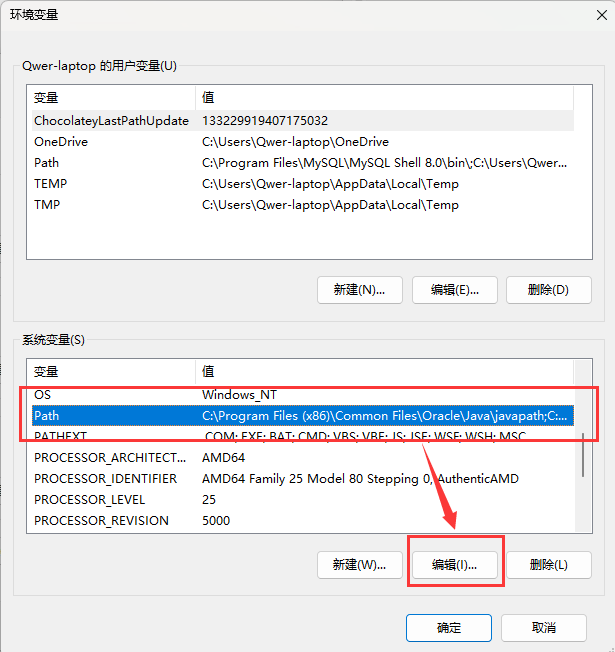 环境变量
Qwer-laptop 的用户变量(U)
变量 值
ChocolateyLastPathUpdate 133229919407175032
OneDrive C:\Users\Qwer-laptop\OneDrive
Path C:\Program Files\MySQL\MySQL Shell 8.0\bin\;C:\Users\Qwer...
TEMP C:\Users\Qwer-laptop\AppData\Local\Temp
TMP C:\Users\Qwer-laptop\AppData\Local\Temp
新建(N)... 编辑(E)... 删除(D)
系统变量(S)
变量 值
OS Windows_NT
Path C:\Program Files (x86)\Common Files\Oracle\Java\javapath;C:...
PATHEXT .COM;.EXE;.BAT;.CMD;.VBS;.VBE;.JS;.JSE;.WSF;.WSH;.MSC
PROCESSOR_ARCHITECT... AMD64
PROCESSOR_IDENTIFIER AMD64 Family 25 Model 80 Stepping 0, AuthenticAMD
PROCESSOR_LEVEL 25
PROCESSOR_REVISION 5000
新建(W)... 编辑(I)... 删除(L)
确定 取消